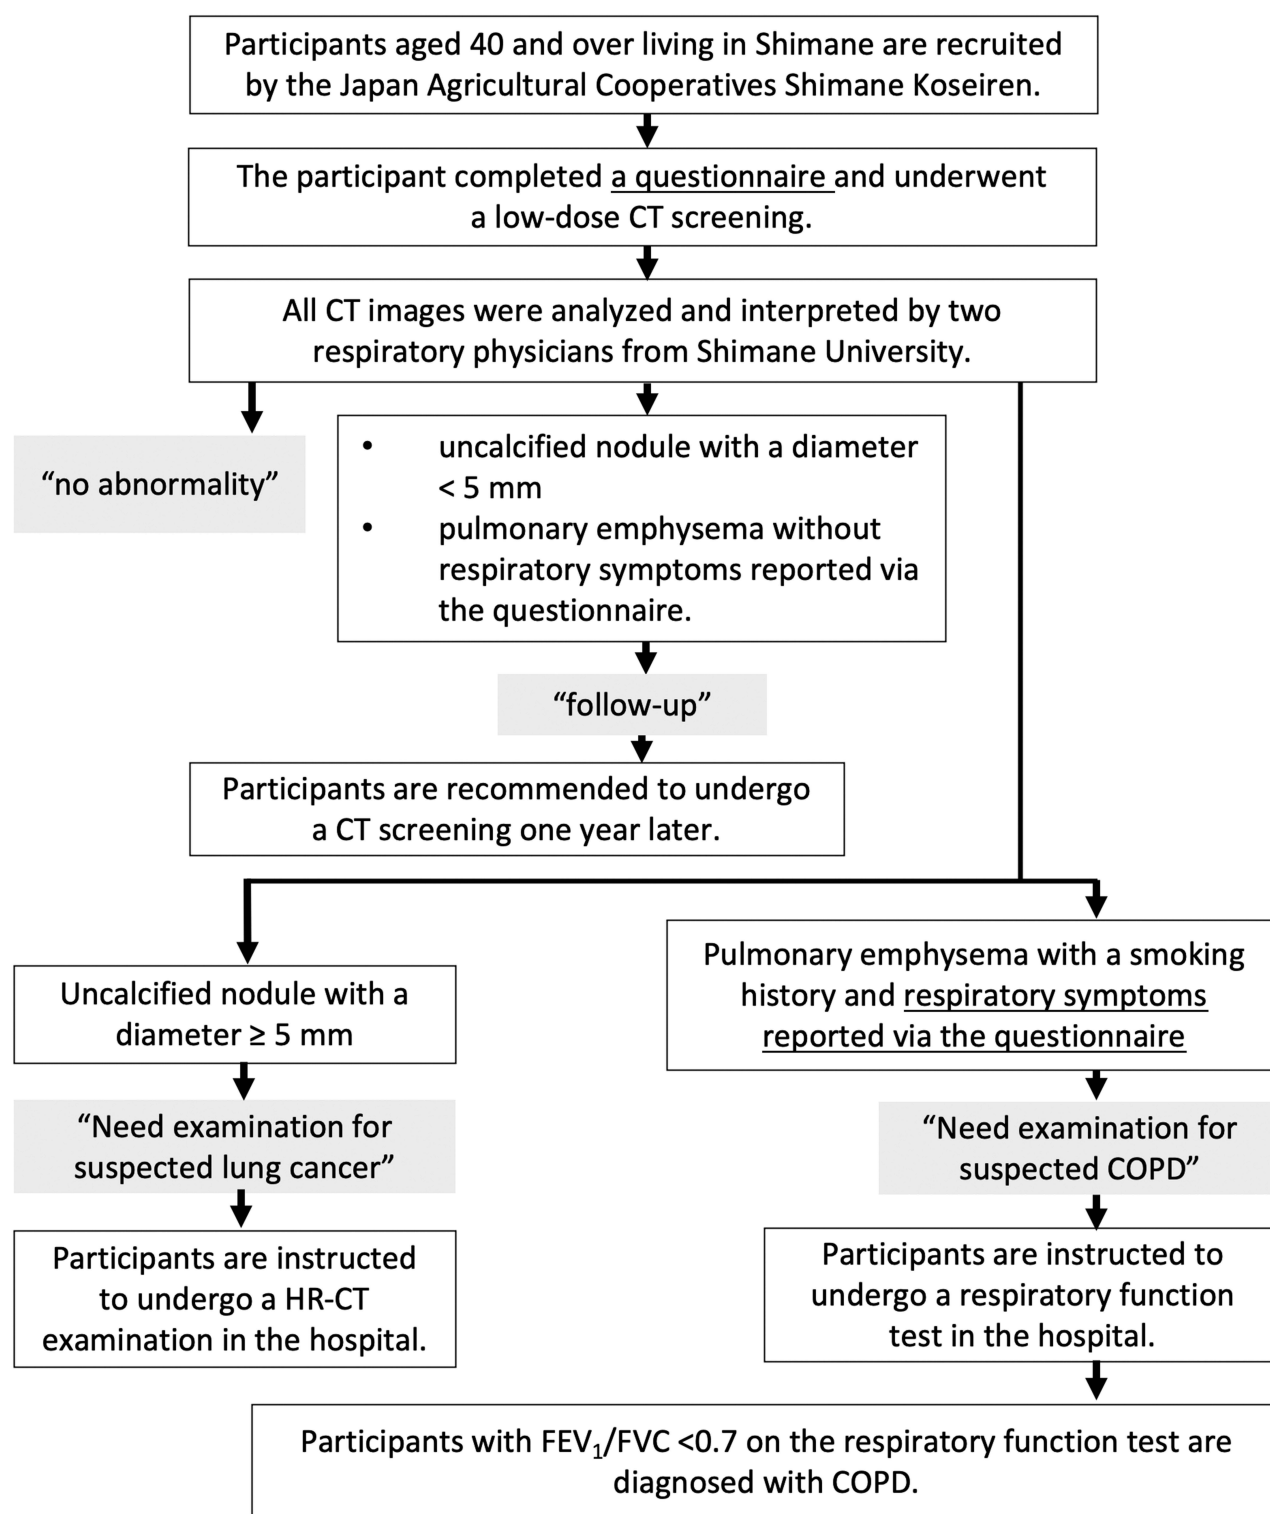 Participants aged 40 and over living in Shimane are recruited
by the Japan Agricultural Cooperatives Shimane Koseiren.
The participant completed a questionnaire and underwent
a low-dose CT screening.
All CT images were analyzed and interpreted by two
respiratory physicians from Shimane University.
“no abnormality”
• uncalcified nodule with a diameter
< 5 mm
• pulmonary emphysema without
respiratory symptoms reported via
the questionnaire.
“follow-up”
Participants are recommended to undergo
a CT screening one year later.
Uncalcified nodule with a
diameter ≥ 5 mm
“Need examination for
suspected lung cancer”
Participants are instructed
to undergo a HR-CT
examination in the hospital.
Pulmonary emphysema with a smoking
history and respiratory symptoms
reported via the questionnaire
“Need examination for
suspected COPD”
Participants are instructed to
undergo a respiratory function
test in the hospital.
Participants with FEV₁/FVC <0.7 on the respiratory function test are
diagnosed with COPD.